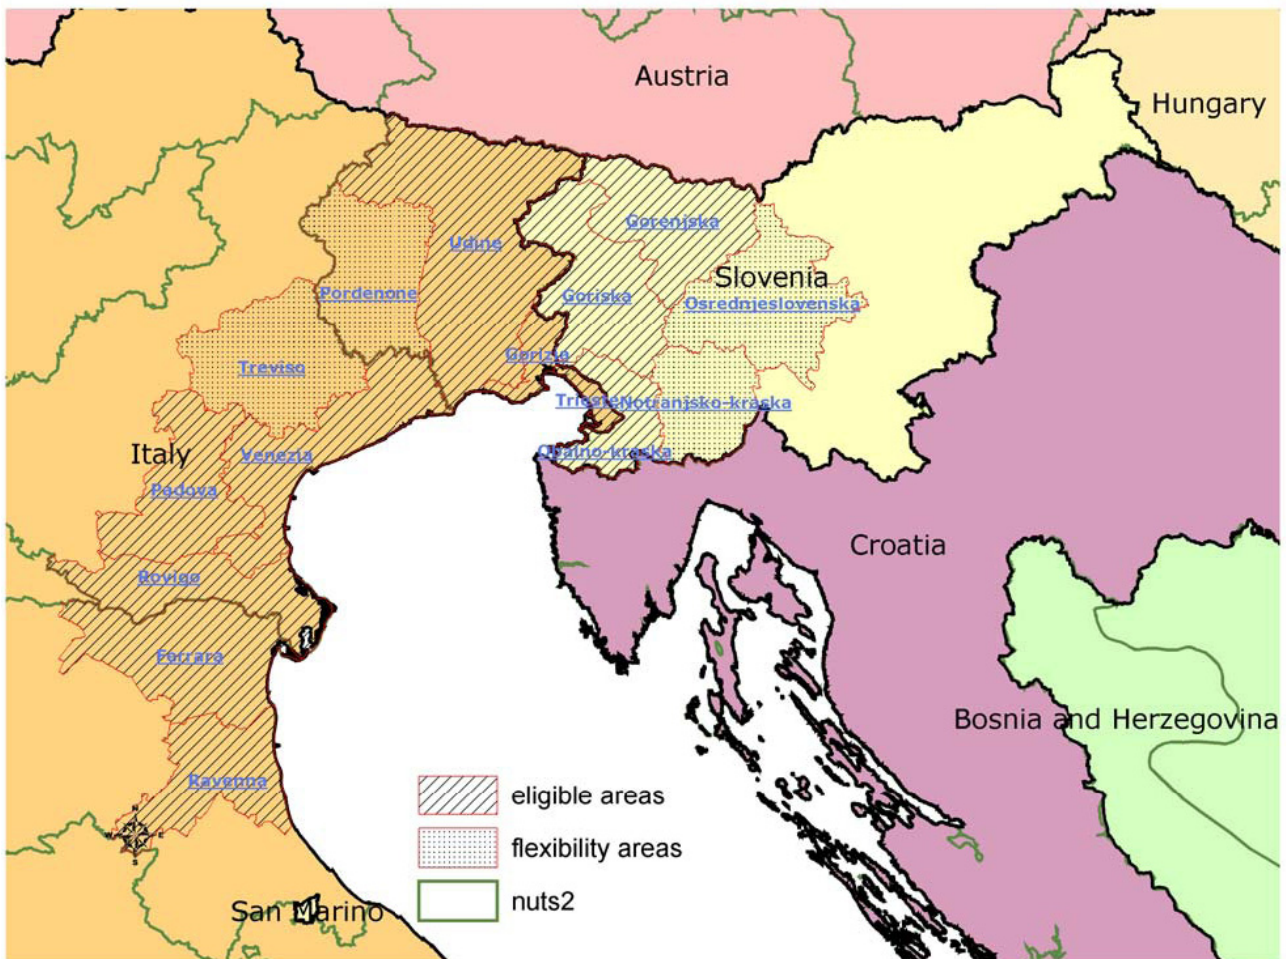 Austria
Hungary
Gorenjska
Udine
Slovenia
Pordenone
Goriska
Osrednjeslovenska
Gorizia
Treviso
Trieste
Notranjsko-kraska
Italy
Venezia
Obalno-kraska
Padova
Croatia
Rovigo
Ferrara
Bosnia and Herzegovina
Ravenna
eligible areas
N
W
E
S
flexibility areas
nuts2
San Marino